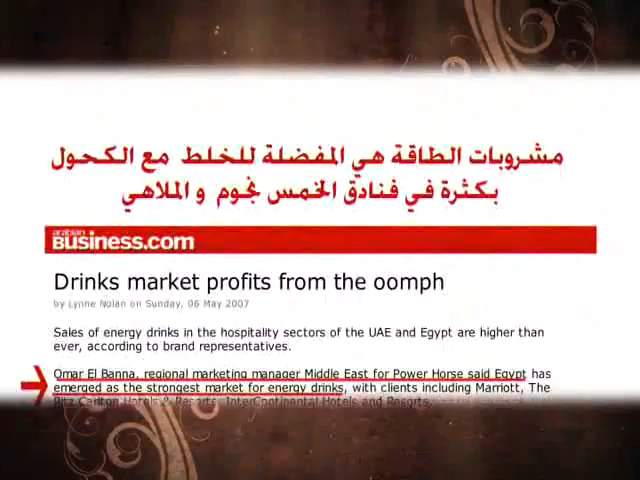 مشروبات الطاقة هي المفضلة للخلط مع الكحول
بكثرة في فنادق الخمس نجوم و الملاهي
arabian
BUSiness.com
Drinks market profits from the oomph
by Lynne Nolan on Sunday, 06 May 2007
Sales of energy drinks in the hospitality sectors of the UAE and Egypt are higher than
ever, according to brand representatives.
Omar El Banna, regional marketing manager Middle East for Power Horse said Egypt has
emerged as the strongest market for energy drinks, with clients including Marriott, The
Ritz Carlton Hotels & Resorts, InterContinental Hotels and Resorts,